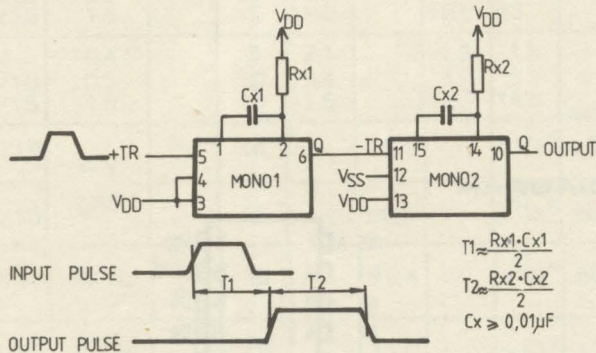 VDD
VDD
Rx1
Rx2
Cx1
Cx2
+TR
5
1
2
6
Q
-TR
11
15
14
10
Q
OUTPUT
4
MONO1
VSS
12
MONO2
VDD
3
VDD
13
INPUT PULSE
T1
T2
OUTPUT PULSE
T1≈Rx1·Cx1/2
T2≈Rx2·Cx2/2
Cx ⩾ 0,01µF